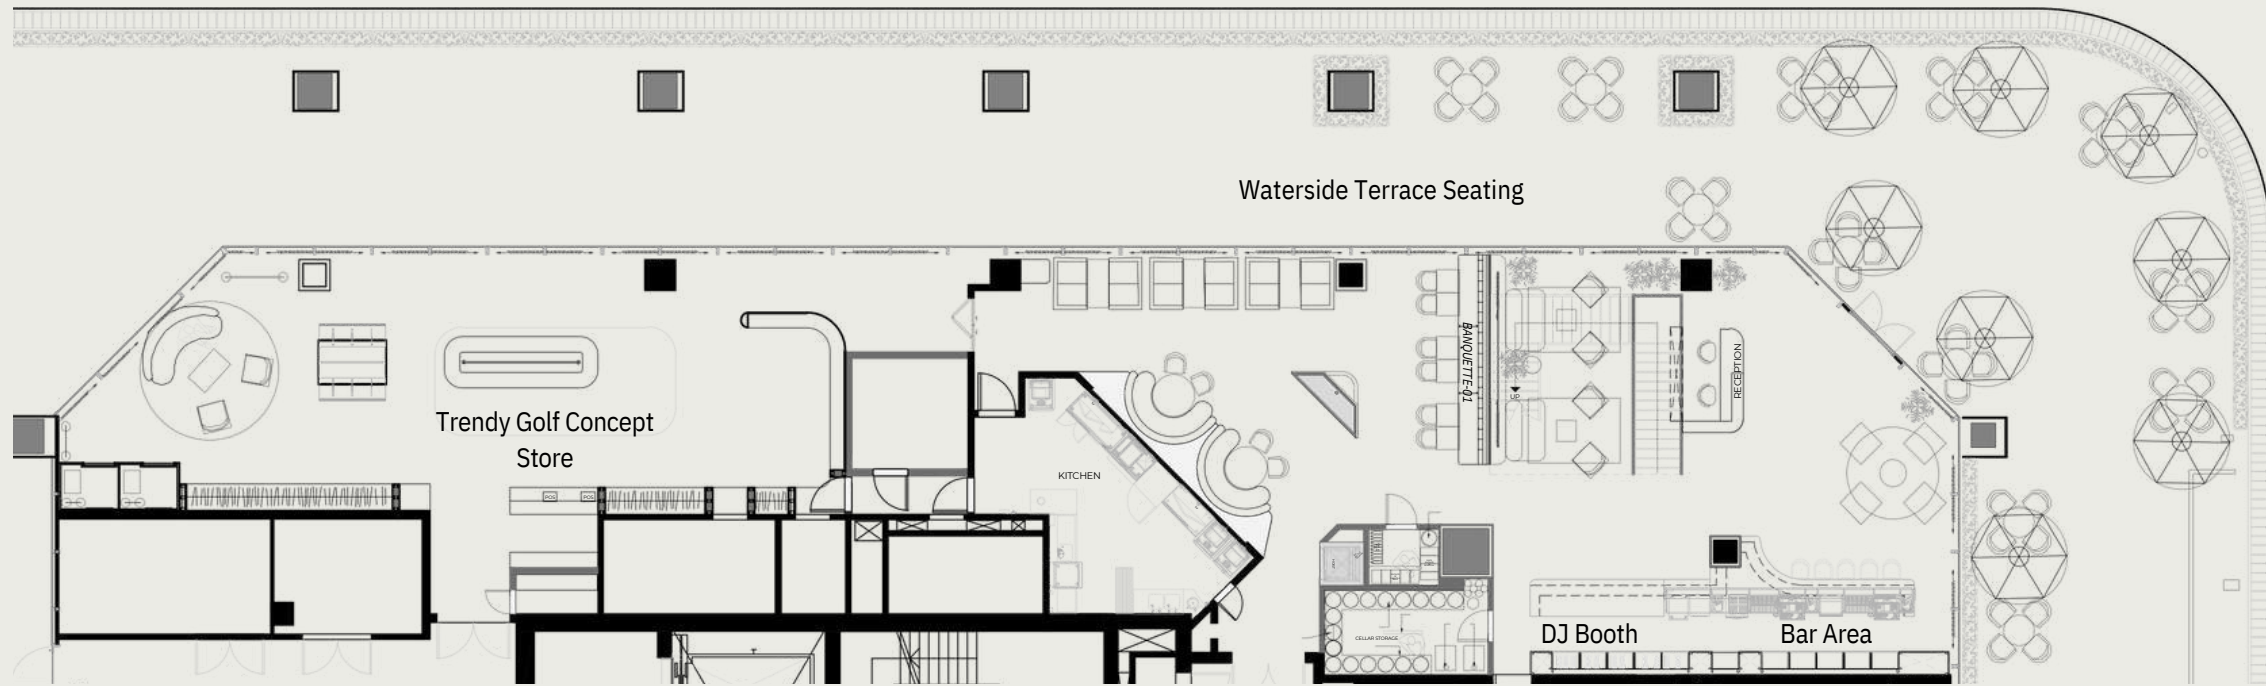 Waterside Terrace Seating
BANQUETTE-01
RECEPTION
UP
Trendy Golf Concept
Store
KITCHEN
POS
POS
CELLAR STORAGE
DJ Booth
Bar Area